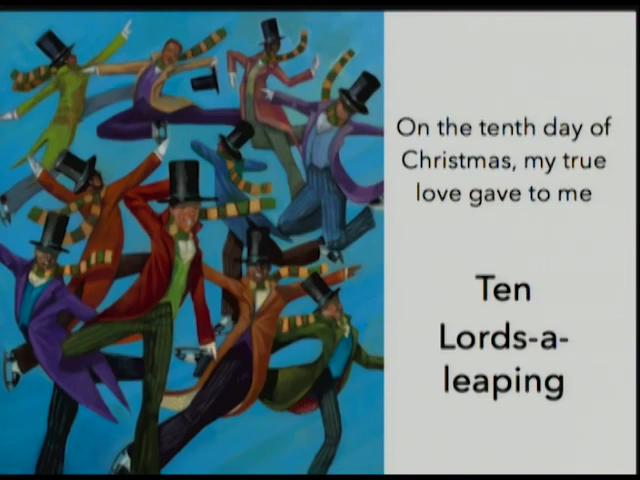 On the tenth day of
Christmas, my true
love gave to me
Ten
Lords-a-
leaping